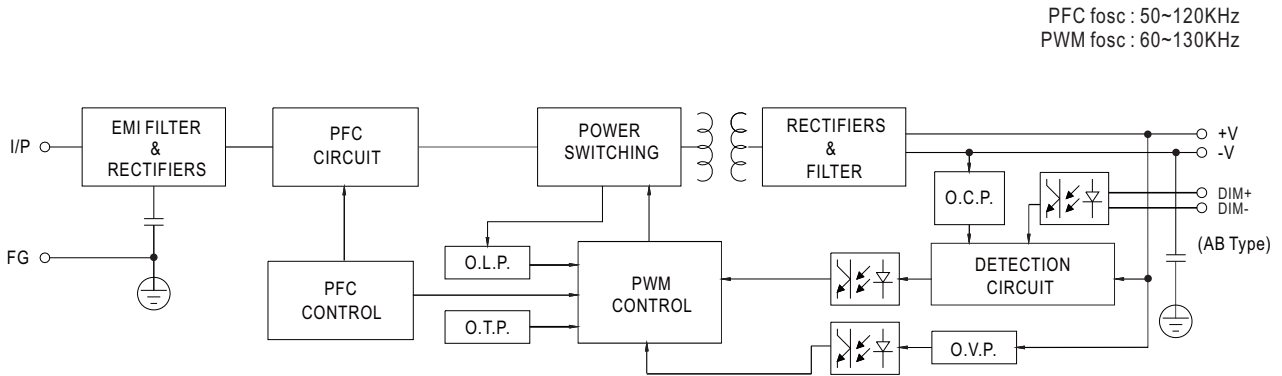 PFC fosc : 50~120KHz
PWM fosc : 60~130KHz
I/P
EMI FILTER
&
RECTIFIERS
PFC
CIRCUIT
POWER
SWITCHING
RECTIFIERS
&
FILTER
+V
-V
O.C.P.
DIM+
DIM-
(AB Type)
FG
O.L.P.
PFC
CONTROL
PWM
CONTROL
DETECTION
CIRCUIT
O.T.P.
O.V.P.